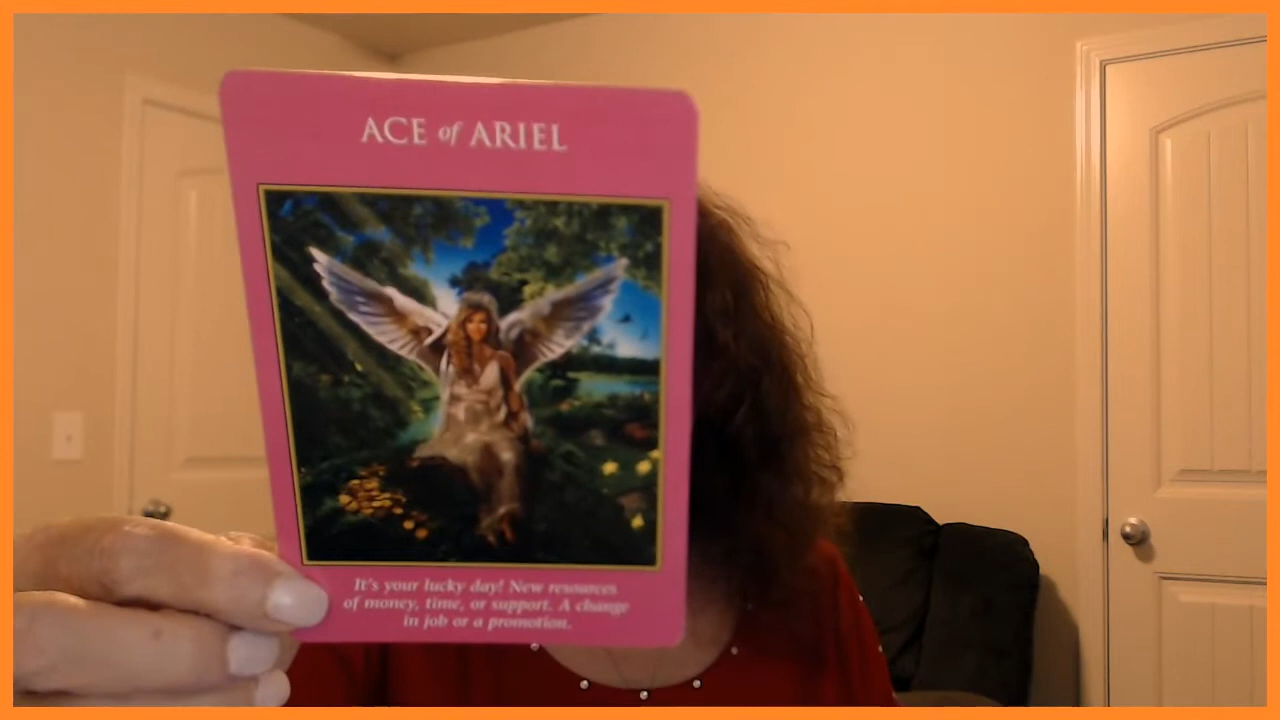 ACE of ARIEL
It's your lucky day! New resources
of money, time, or support. A change
in job or a promotion.